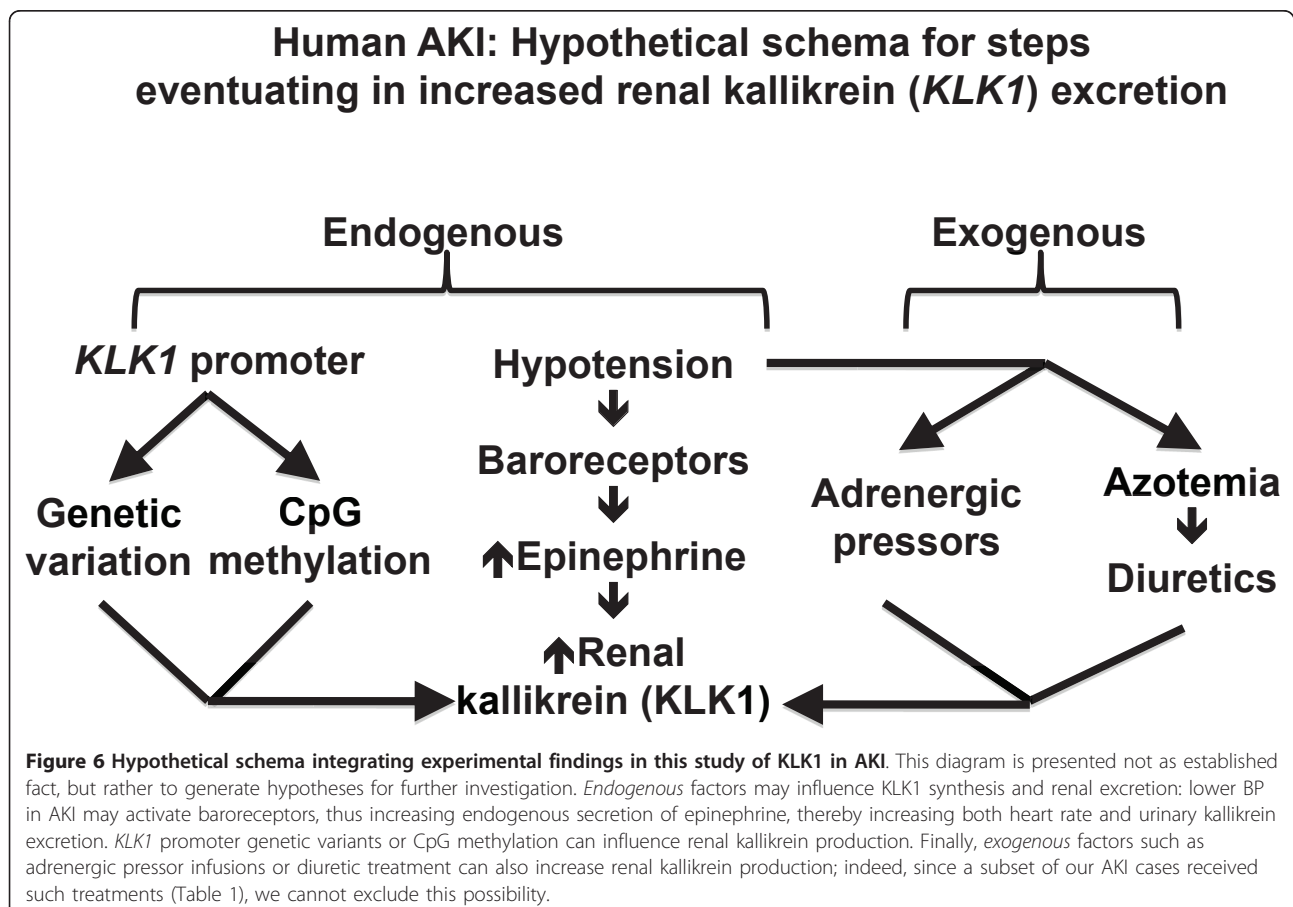 Human AKI: Hypothetical schema for steps
eventuating in increased renal kallikrein (KLK1) excretion
Endogenous
Exogenous
KLK1 promoter
Genetic
variation
CpG
methylation
Hypotension
Baroreceptors
Epinephrine
Renal
kallikrein (KLK1)
Adrenergic
pressors
Azotemia
Diuretics
Figure 6 Hypothetical schema integrating experimental findings in this study of KLK1 in AKI. This diagram is presented not as established
fact, but rather to generate hypotheses for further investigation. Endogenous factors may influence KLK1 synthesis and renal excretion: lower BP
in AKI may activate baroreceptors, thus increasing endogenous secretion of epinephrine, thereby increasing both heart rate and urinary kallikrein
excretion. KLK1 promoter genetic variants or CpG methylation can influence renal kallikrein production. Finally, exogenous factors such as
adrenergic pressor infusions or diuretic treatment can also increase renal kallikrein production; indeed, since a subset of our AKI cases received
such treatments (Table 1), we cannot exclude this possibility.